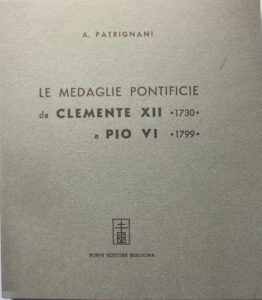 A. PATRIGNANI
LE MEDAGLIE PONTIFICIE
da CLEMENTE XII •1730•
a PIO VI •1799•
FORNI EDITORE BOLOGNA